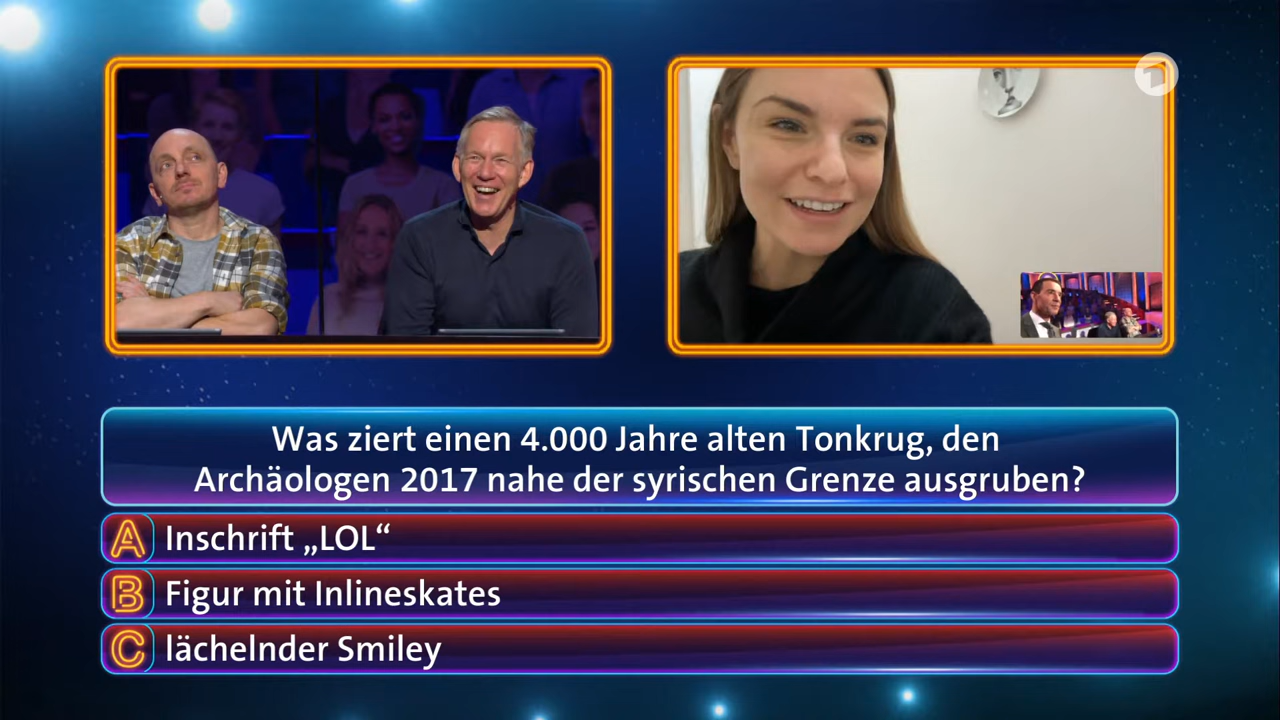 Was ziert einen 4.000 Jahre alten Tonkrug, den
Archäologen 2017 nahe der syrischen Grenze ausgruben?
A Inschrift „LOL“
B Figur mit Inlineskates
C lächelnder Smiley